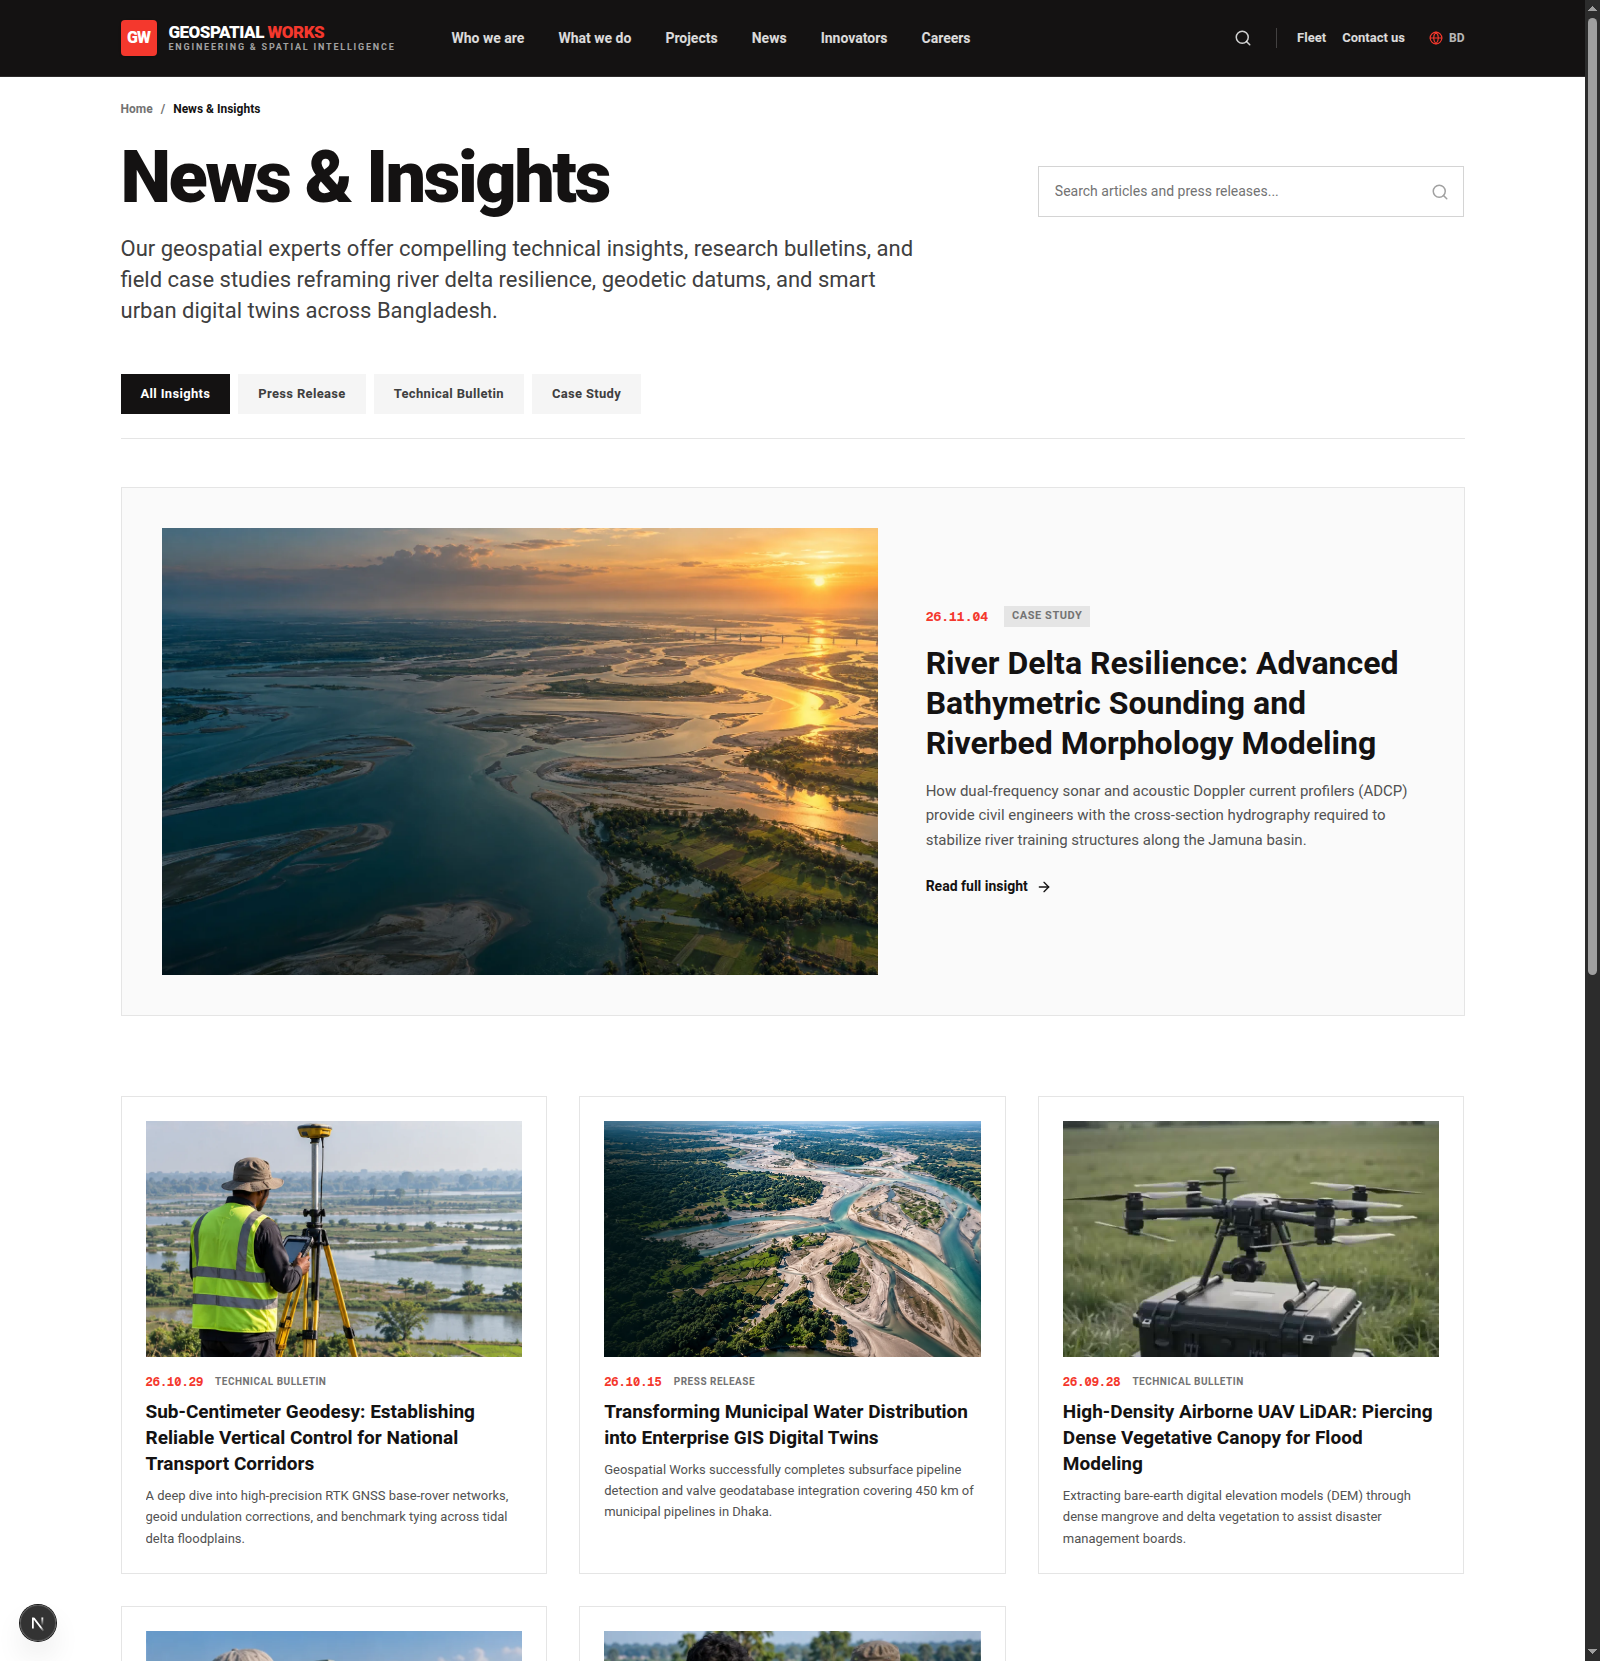 GW
GEOSPATIAL WORKS
ENGINEERING & SPATIAL INTELLIGENCE
Who we are
What we do
Projects
News
Innovators
Careers
Fleet
Contact us
BD
Home / News & Insights
News & Insights
Search articles and press releases...
Our geospatial experts offer compelling technical insights, research bulletins, and
field case studies reframing river delta resilience, geodetic datums, and smart
urban digital twins across Bangladesh.
All Insights
Press Release
Technical Bulletin
Case Study
26.11.04 CASE STUDY
River Delta Resilience: Advanced
Bathymetric Sounding and
Riverbed Morphology Modeling
How dual-frequency sonar and acoustic Doppler current profilers (ADCP)
provide civil engineers with the cross-section hydrography required to
stabilize river training structures along the Jamuna basin.
Read full insight
26.10.29 TECHNICAL BULLETIN
Sub-Centimeter Geodesy: Establishing
Reliable Vertical Control for National
Transport Corridors
A deep dive into high-precision RTK GNSS base-rover networks,
geoid undulation corrections, and benchmark tying across tidal
delta floodplains.
26.10.15 PRESS RELEASE
Transforming Municipal Water Distribution
into Enterprise GIS Digital Twins
Geospatial Works successfully completes subsurface pipeline
detection and valve geodatabase integration covering 450 km of
municipal pipelines in Dhaka.
26.09.28 TECHNICAL BULLETIN
High-Density Airborne UAV LiDAR: Piercing
Dense Vegetative Canopy for Flood
Modeling
Extracting bare-earth digital elevation models (DEM) through
dense mangrove and delta vegetation to assist disaster
management boards.
N